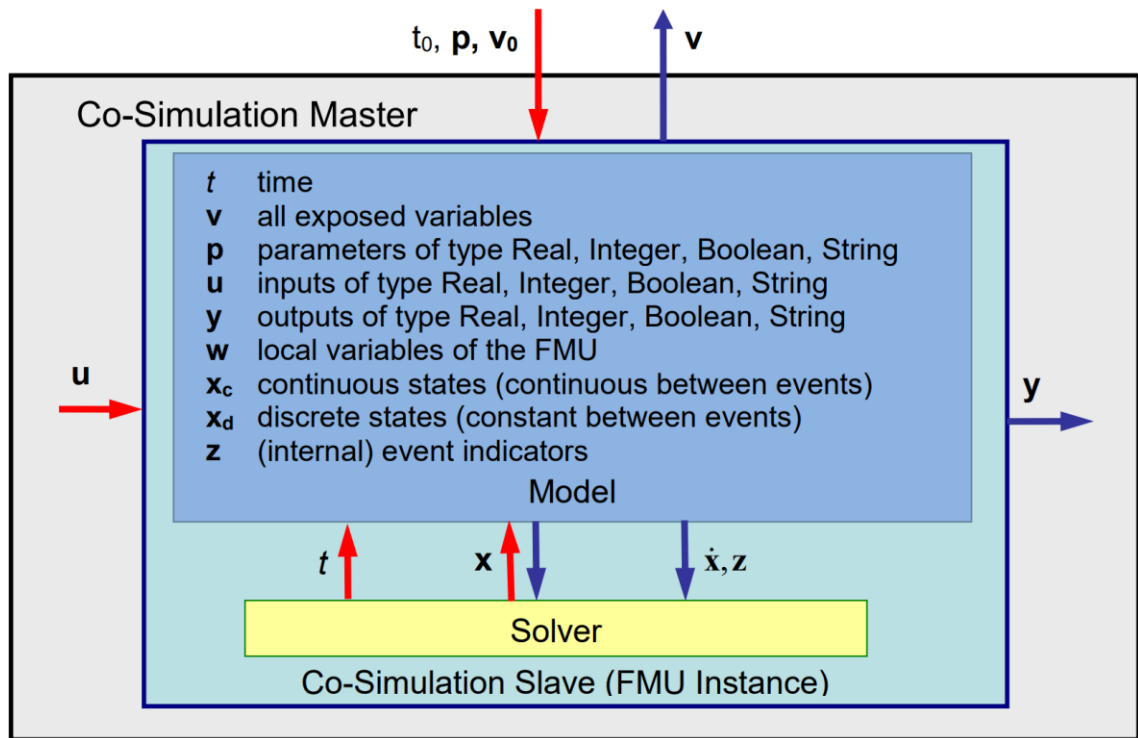 t₀, p, v₀ v
Co-Simulation Master
t time
v all exposed variables
p parameters of type Real, Integer, Boolean, String
u inputs of type Real, Integer, Boolean, String
y outputs of type Real, Integer, Boolean, String
w local variables of the FMU
x_c continuous states (continuous between events)
x_d discrete states (constant between events)
z (internal) event indicators
Model
u
y
t x ẋ, z
Solver
Co-Simulation Slave (FMU Instance)